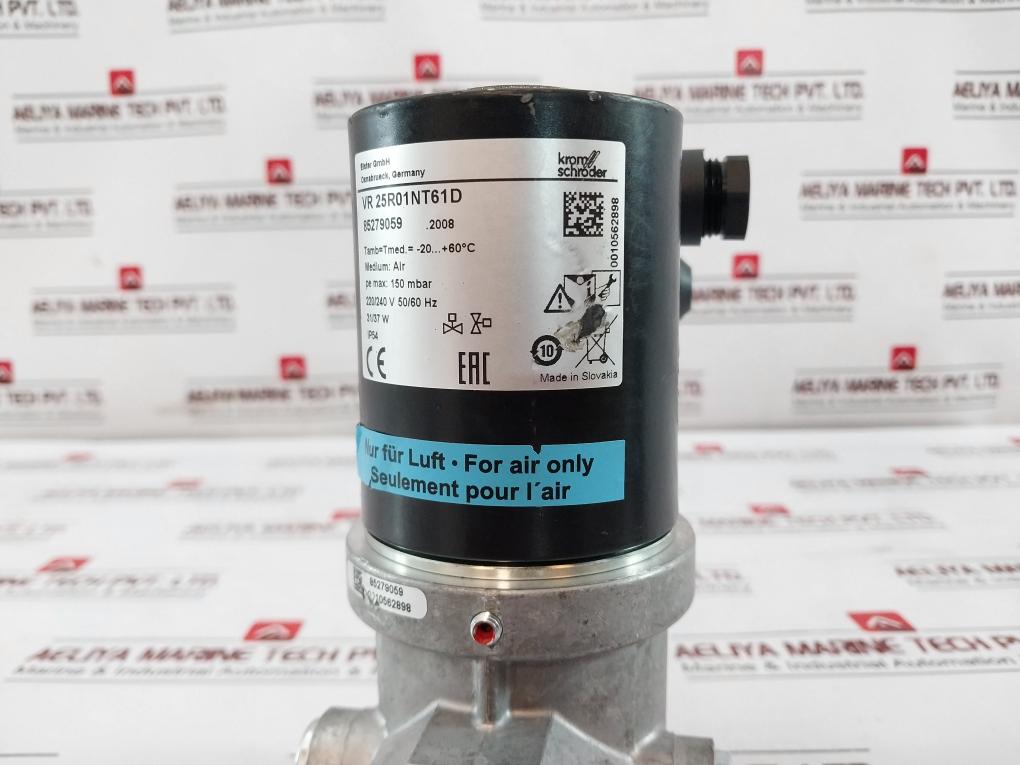 Elster GmbH
Osnabrueck, Germany
krom
schroder
VR 25R01NT61D
85279059 .2008
Tamb=Tmed.= -20...+60°C
Medium: Air
pe max: 150 mbar
220/240 V 50/60 Hz
31/37 W
IP54
CE
EAC
0010562898
10
Made in Slovakia
Nur für Luft · For air only
Seulement pour l´air
85279059
0010562898
AELIYA MARINE TECH PVT. LTD.
Marine & Industrial Automation & Machinery